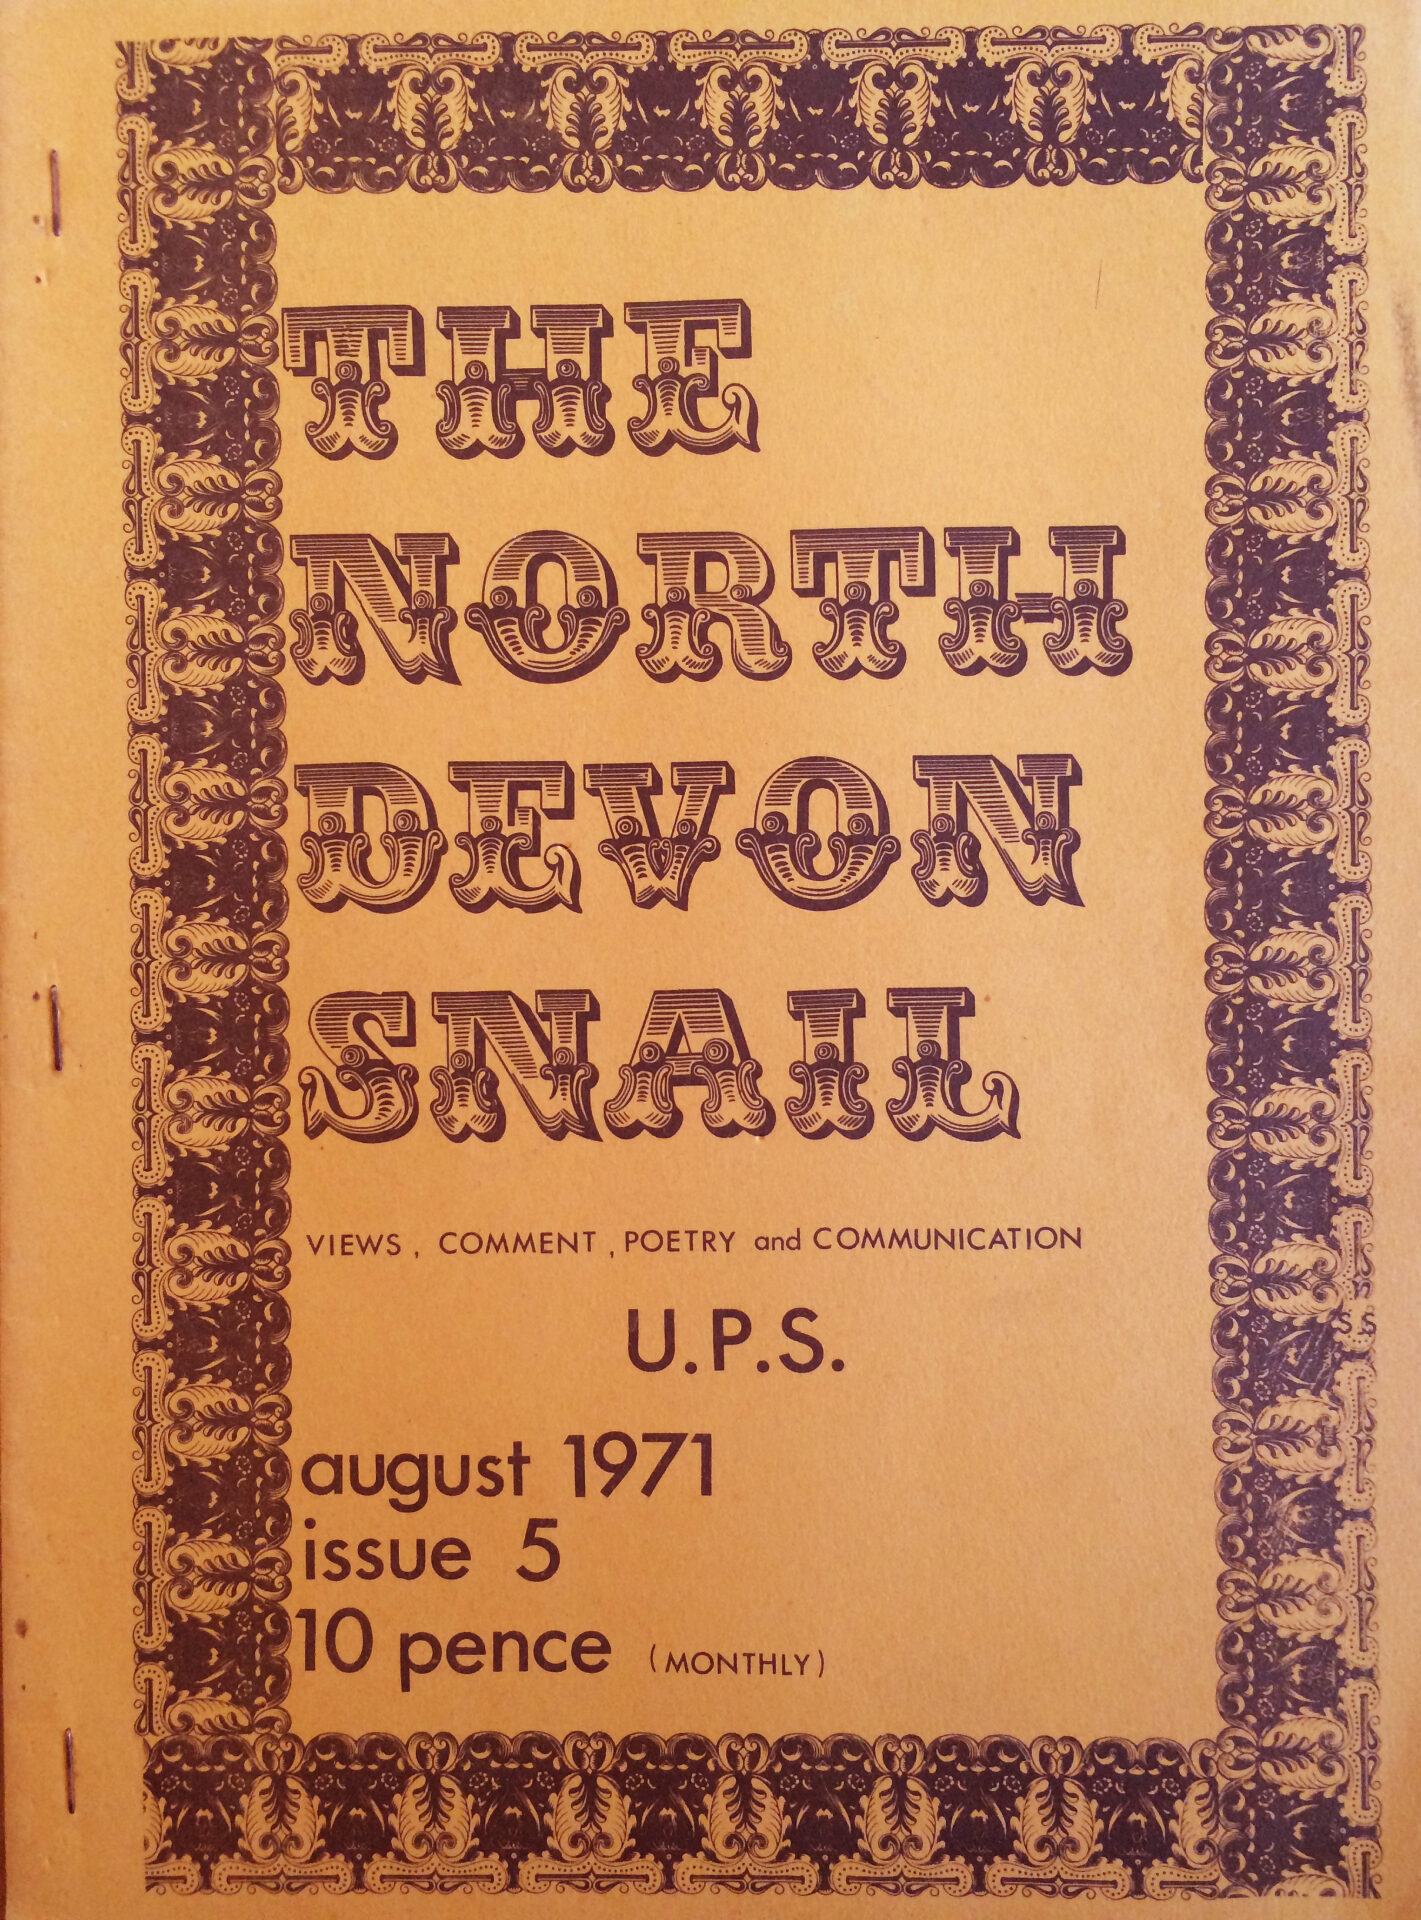 THE
NORTH
DEVON
SNAIL
VIEWS, COMMENT, POETRY and COMMUNICATION
U.P.S.
august 1971
issue 5
10 pence (MONTHLY)